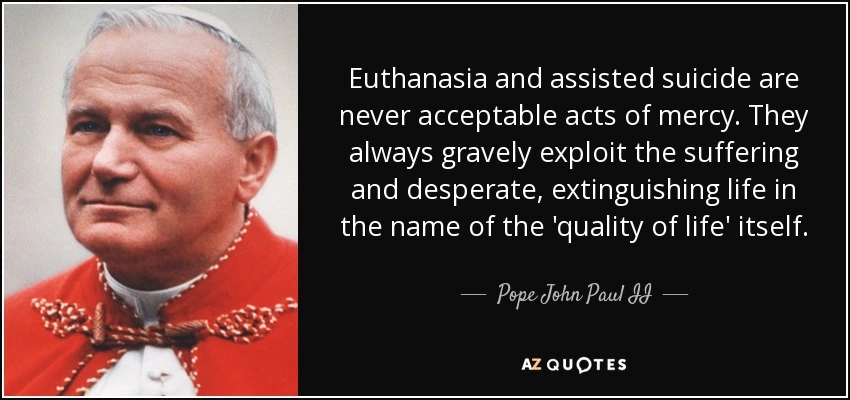 Euthanasia and assisted suicide are
never acceptable acts of mercy. They
always gravely exploit the suffering
and desperate, extinguishing life in
the name of the 'quality of life' itself.
Pope John Paul II
AZ QUOTES